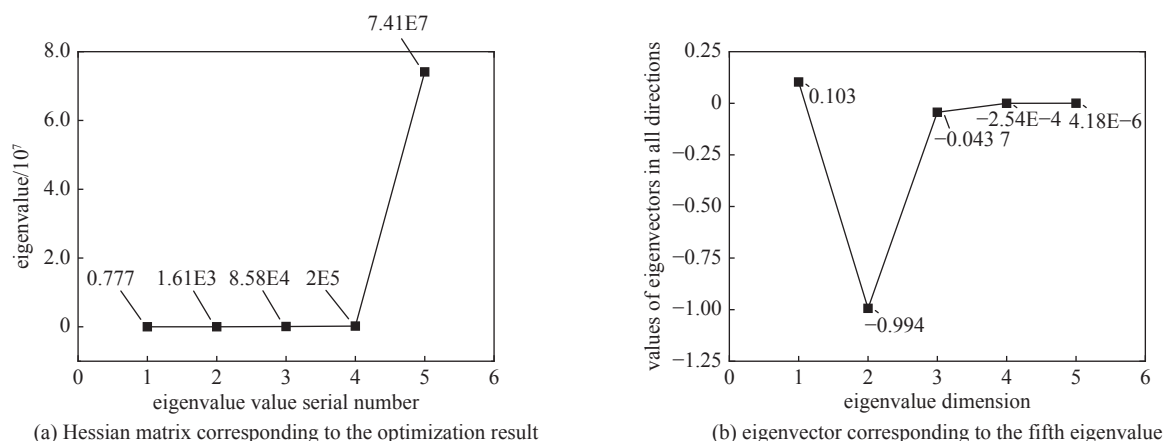 7.41E7
8.0
6.0
4.0
2.0
0
eigenvalue/10⁷
0.777
1.61E3
8.58E4
2E5
0 1 2 3 4 5 6
eigenvalue value serial number
(a) Hessian matrix corresponding to the optimization result
0.25
0
−0.25
−0.50
−0.75
−1.00
−1.25
values of eigenvectors in all directions
0.103
−0.994
−0.043 7
−2.54E−4
4.18E−6
0 1 2 3 4 5 6
eigenvalue dimension
(b) eigenvector corresponding to the fifth eigenvalue